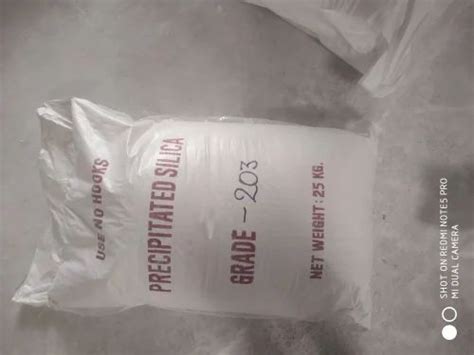 USE NO HOOKS
PRECIPITATED SILICA
GRADE - 203
NET WEIGHT: 25 KG.
SHOT ON REDMI NOTE5 PRO
MI DUAL CAMERA